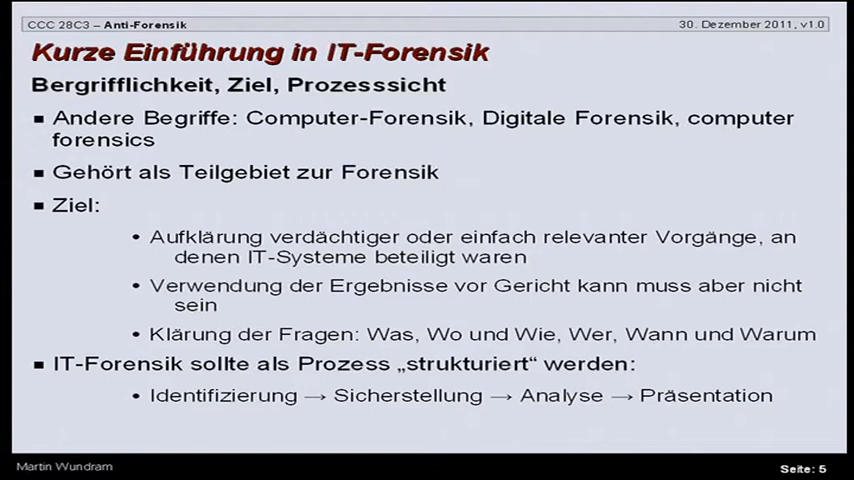 CCC 28C3 – Anti-Forensik
30. Dezember 2011, v1.0
Kurze Einführung in IT-Forensik
Bergrifflichkeit, Ziel, Prozesssicht
Andere Begriffe: Computer-Forensik, Digitale Forensik, computer
forensics
Gehört als Teilgebiet zur Forensik
Ziel:
• Aufklärung verdächtiger oder einfach relevanter Vorgänge, an
denen IT-Systeme beteiligt waren
• Verwendung der Ergebnisse vor Gericht kann muss aber nicht
sein
• Klärung der Fragen: Was, Wo und Wie, Wer, Wann und Warum
IT-Forensik sollte als Prozess „strukturiert“ werden:
• Identifizierung → Sicherstellung → Analyse → Präsentation
Martin Wundram
Seite: 5